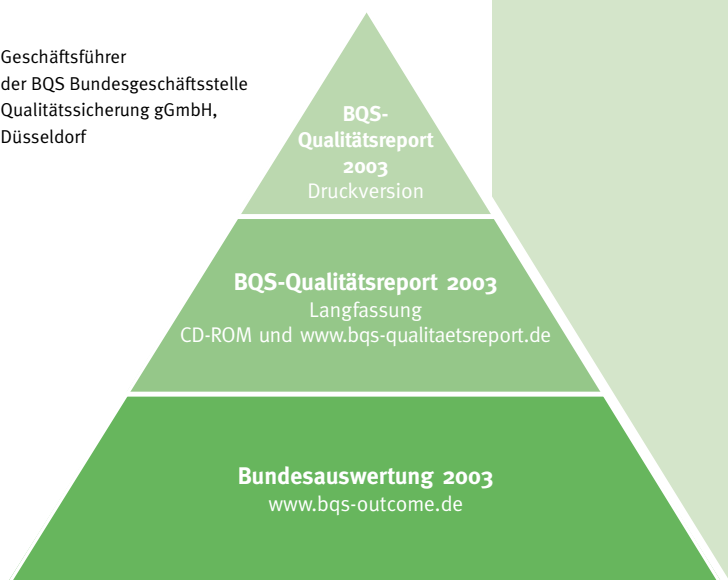 Geschäftsführer
der BQS Bundesgeschäftsstelle
Qualitätssicherung gGmbH,
Düsseldorf
BQS-
Qualitätsreport
2003
Druckversion
BQS-Qualitätsreport 2003
Langfassung
CD-ROM und www.bqs-qualitaetsreport.de
Bundesauswertung 2003
www.bqs-outcome.de